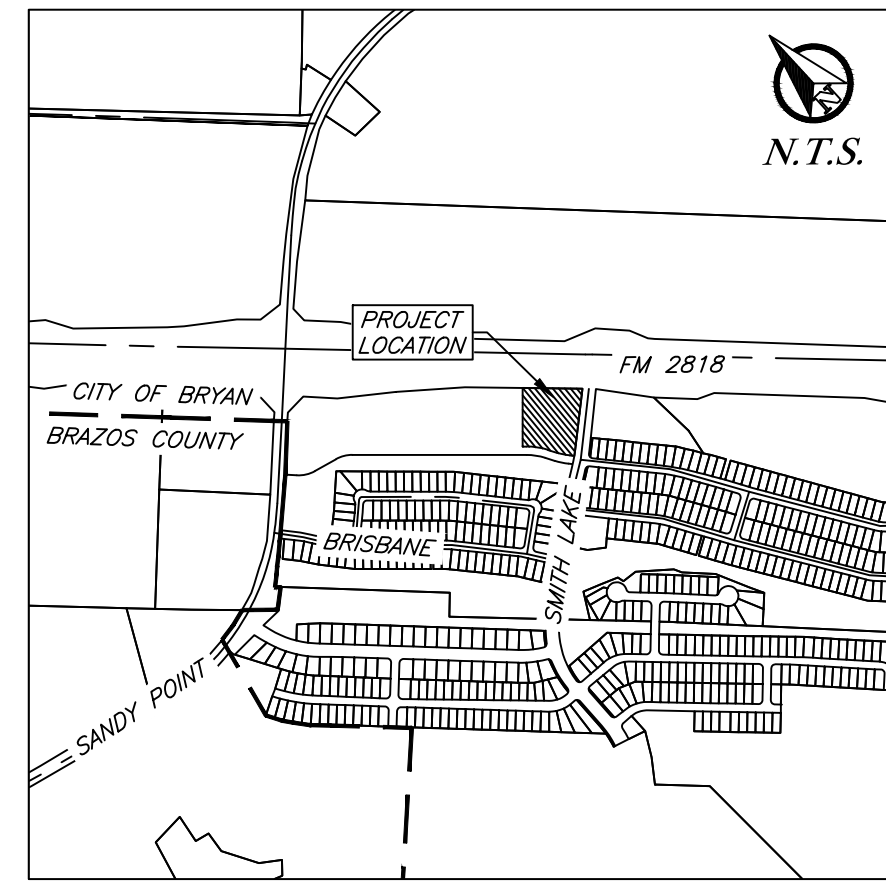 N
N.T.S.
PROJECT
LOCATION
FM 2818
CITY OF BRYAN
BRAZOS COUNTY
BRISBANE
SMITH LAKE
SANDY POINT